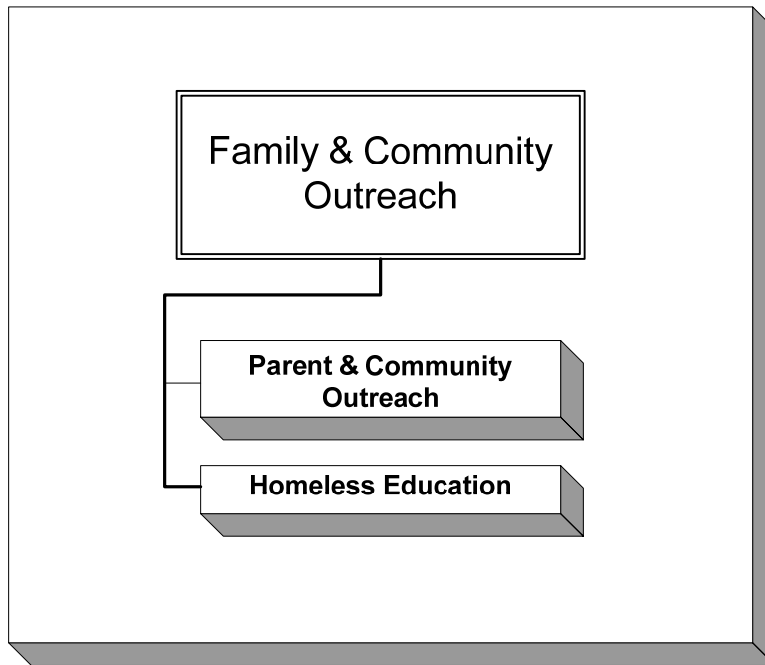 Family & Community
Outreach
Parent & Community
Outreach
Homeless Education